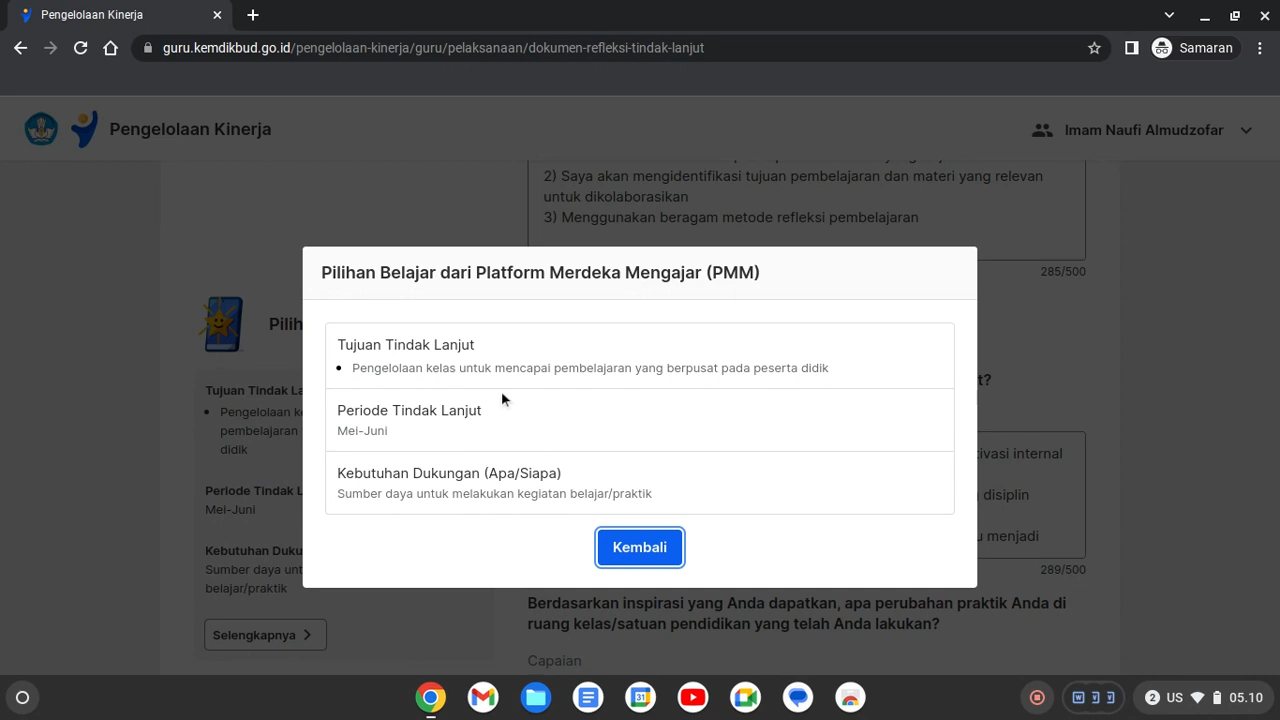 Pengelolaan Kinerja
guru.kemdikbud.go.id/pengelolaan-kinerja/guru/pelaksanaan/dokumen-refleksi-tindak-lanjut
Samaran
Pengelolaan Kinerja
Imam Naufi Almudzofar
2) Saya akan mengidentifikasi tujuan pembelajaran dan materi yang relevan
untuk dikolaborasikan
3) Menggunakan beragam metode refleksi pembelajaran
285/500
Pilihan Belajar dari Platform Merdeka Mengajar (PMM)
Tujuan Tindak Lanjut
• Pengelolaan kelas untuk mencapai pembelajaran yang berpusat pada peserta didik
Periode Tindak Lanjut
Mei-Juni
Kebutuhan Dukungan (Apa/Siapa)
Sumber daya untuk melakukan kegiatan belajar/praktik
Kembali
Pilih
Tujuan Tindak La
• Pengelolaan k
pembelajaran
didik
Periode Tindak L
Mei-Juni
Kebutuhan Duku
Sumber daya unt
belajar/praktik
Selengkapnya
t?
ivasi internal
disiplin
u menjadi
289/500
Berdasarkan inspirasi yang Anda dapatkan, apa perubahan praktik Anda di
ruang kelas/satuan pendidikan yang telah Anda lakukan?
Capaian
31
2 US 05.10